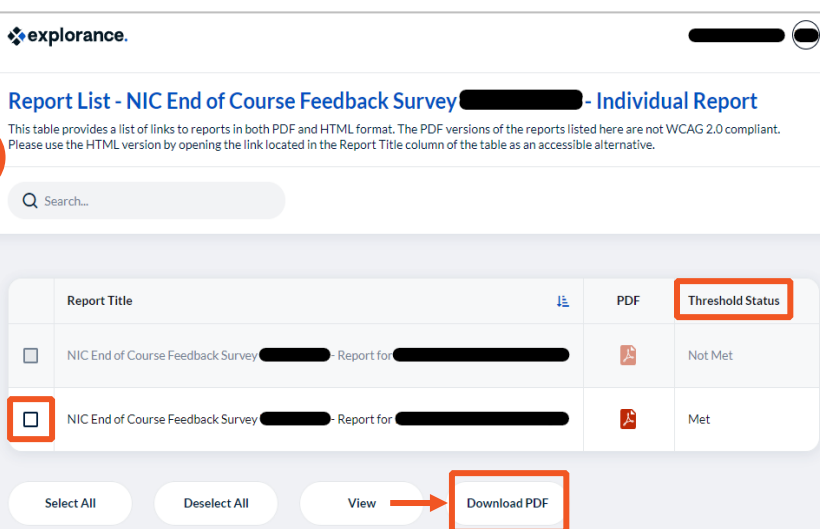 explorance.
Report List - NIC End of Course Feedback Survey - Individual Report
This table provides a list of links to reports in both PDF and HTML format. The PDF versions of the reports listed here are not WCAG 2.0 compliant.
Please use the HTML version by opening the link located in the Report Title column of the table as an accessible alternative.
Search...
Report Title PDF Threshold Status
NIC End of Course Feedback Survey - Report for Not Met
NIC End of Course Feedback Survey - Report for Met
Select All Deselect All View Download PDF